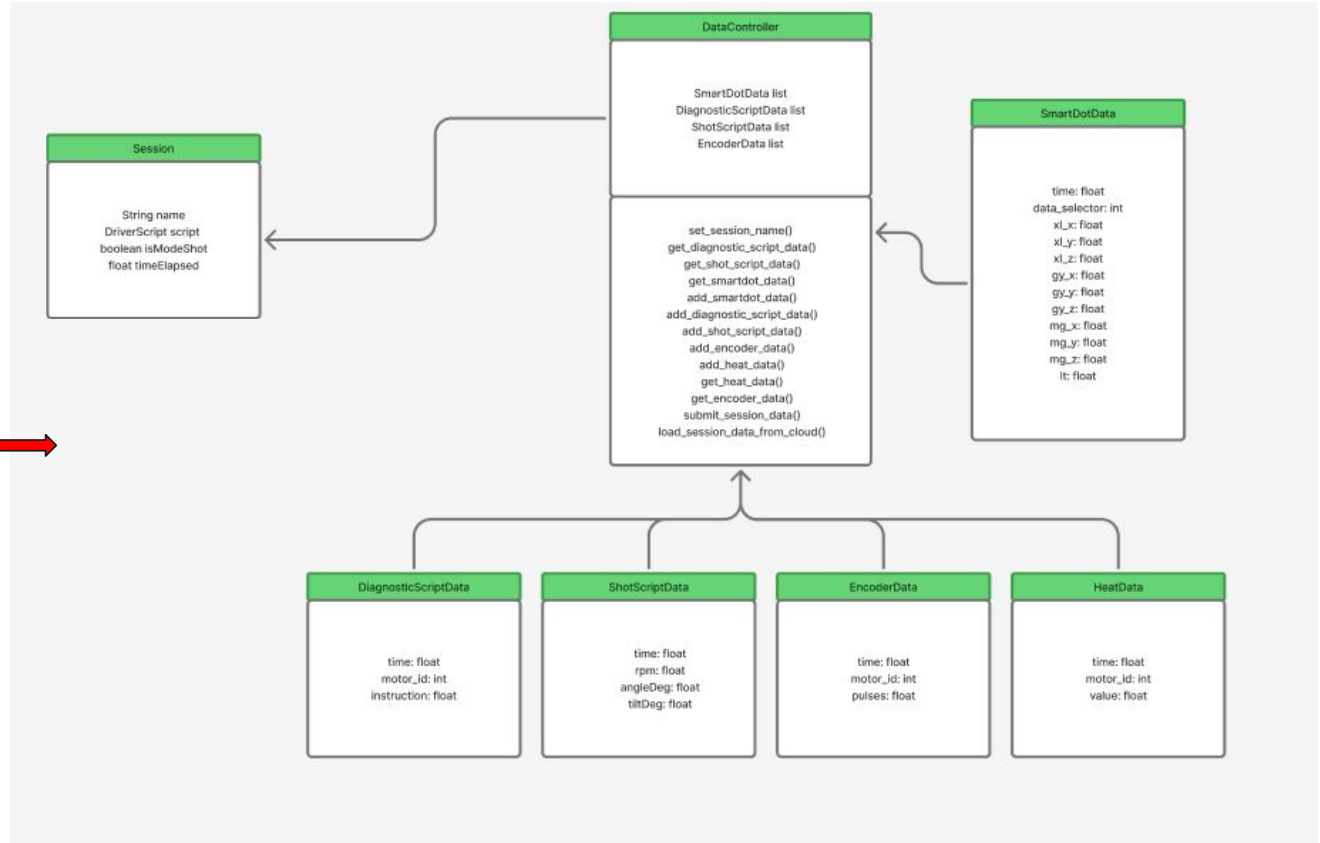 DataController
SmartDotData list
DiagnosticScriptData list
ShotScriptData list
EncoderData list
set_session_name()
get_diagnostic_script_data()
get_shot_script_data()
get_smartdot_data()
add_smartdot_data()
add_diagnostic_script_data()
add_shot_script_data()
add_encoder_data()
add_heat_data()
get_heat_data()
get_encoder_data()
submit_session_data()
load_session_data_from_cloud()
Session
String name
DriverScript script
boolean isModeShot
float timeElapsed
SmartDotData
time: float
data_selector: int
xl_x: float
xl_y: float
xl_z: float
gy_x: float
gy_y: float
gy_z: float
mg_x: float
mg_y: float
mg_z: float
lt: float
DiagnosticScriptData
time: float
motor_id: int
instruction: float
ShotScriptData
time: float
rpm: float
angleDeg: float
tiltDeg: float
EncoderData
time: float
motor_id: int
pulses: float
HeatData
time: float
motor_id: int
value: float